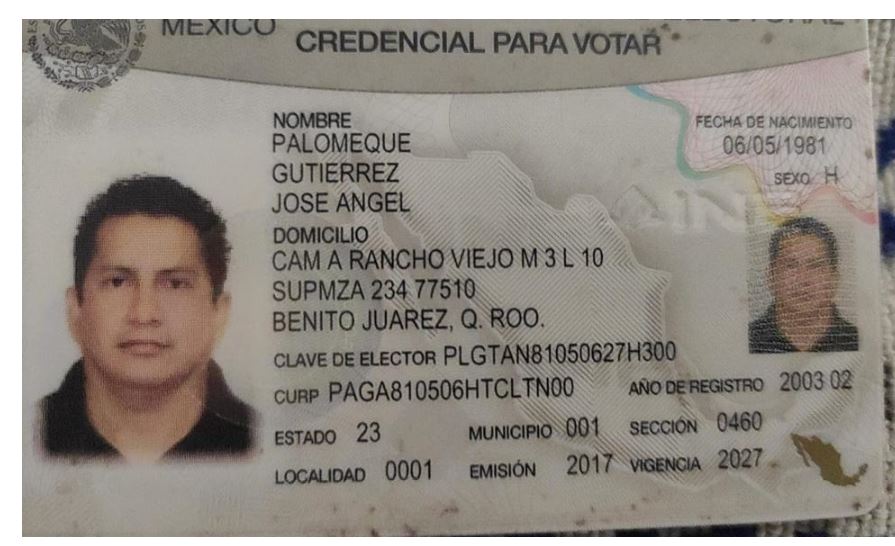 MÉXICO
CREDENCIAL PARA VOTAR
NOMBRE
PALOMEQUE
GUTIERREZ
JOSE ANGEL
FECHA DE NACIMIENTO
06/05/1981
SEXO H
DOMICILIO
CAM A RANCHO VIEJO M 3 L 10
SUPMZA 234 77510
BENITO JUAREZ, Q. ROO.
CLAVE DE ELECTOR PLGTAN81050627H300
CURP PAGA810506HTCLTN00 AÑO DE REGISTRO 2003 02
ESTADO 23 MUNICIPIO 001 SECCIÓN 0460
LOCALIDAD 0001 EMISIÓN 2017 VIGENCIA 2027